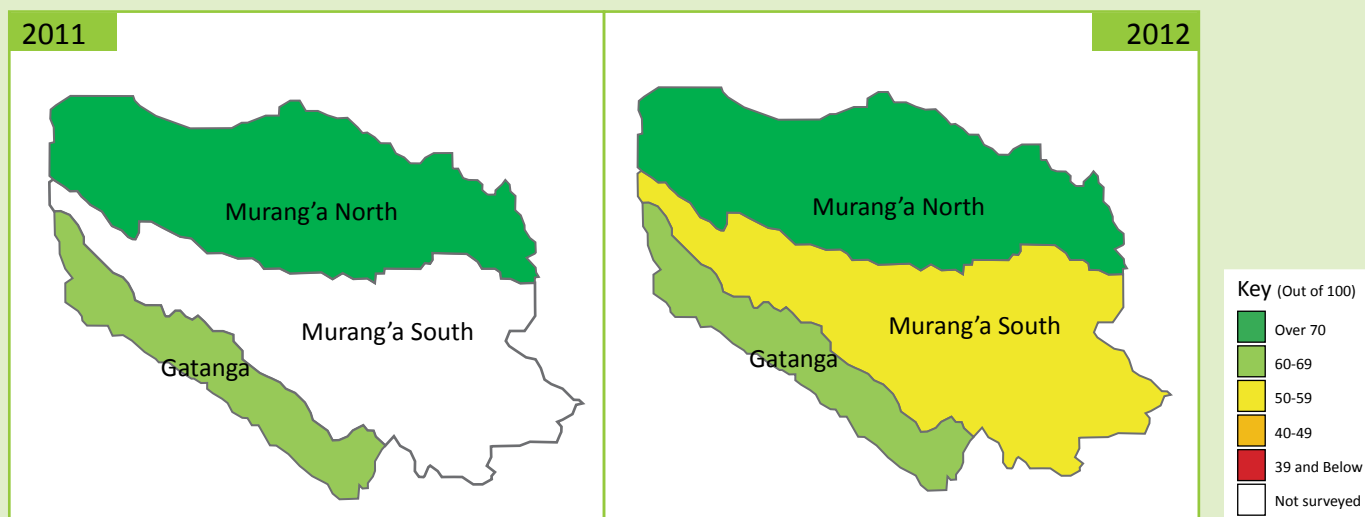 2011
2012
Murang'a North
Murang'a South
Gatanga
Murang'a North
Murang'a South
Gatanga
Key (Out of 100)
Over 70
60-69
50-59
40-49
39 and Below
Not surveyed